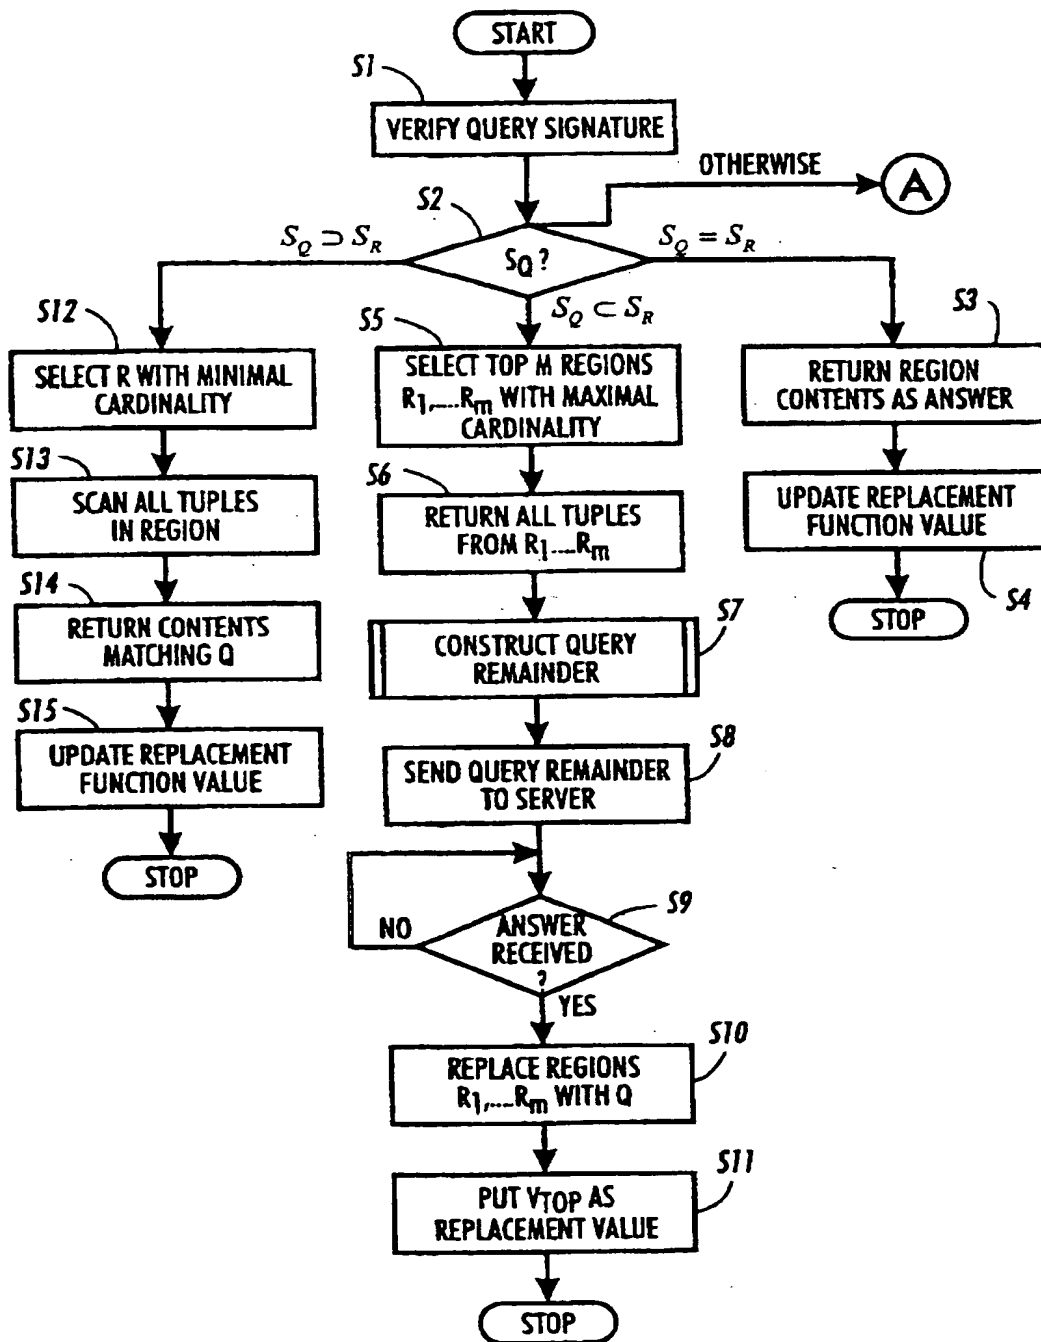 START
S1
VERIFY QUERY SIGNATURE
OTHERWISE
A
S2
S_Q ⊃ S_R
S_Q ?
S_Q = S_R
S_Q ⊂ S_R
S12
SELECT R WITH MINIMAL
CARDINALITY
S5
SELECT TOP M REGIONS
R1,....Rm WITH MAXIMAL
CARDINALITY
S3
RETURN REGION
CONTENTS AS ANSWER
S13
SCAN ALL TUPLES
IN REGION
S6
RETURN ALL TUPLES
FROM R1....Rm
UPDATE REPLACEMENT
FUNCTION VALUE
S4
STOP
S14
RETURN CONTENTS
MATCHING Q
S7
CONSTRUCT QUERY
REMAINDER
S15
UPDATE REPLACEMENT
FUNCTION VALUE
STOP
S8
SEND QUERY REMAINDER
TO SERVER
S9
ANSWER
RECEIVED
?
NO
YES
S10
REPLACE REGIONS
R1,....Rm WITH Q
S11
PUT VTOP AS
REPLACEMENT VALUE
STOP